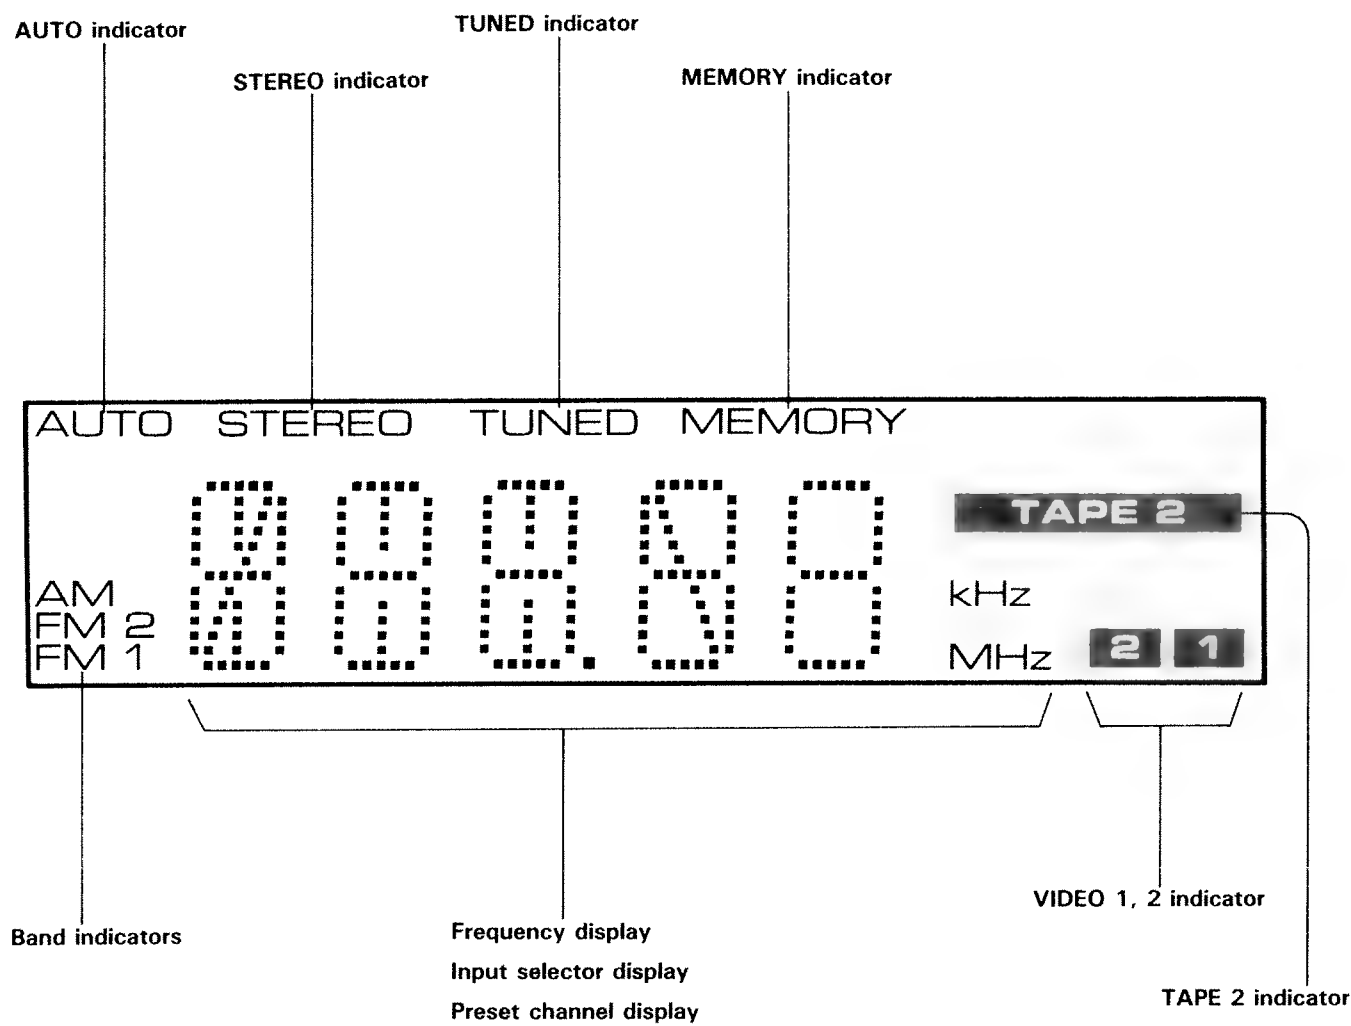 AUTO indicator
TUNED indicator
STEREO indicator
MEMORY indicator
AUTO STEREO TUNED MEMORY
TAPE 2
AM
FM 2
FM 1
kHz
MHz
2 1
VIDEO 1, 2 indicator
Band indicators
Frequency display
Input selector display
Preset channel display
TAPE 2 indicator